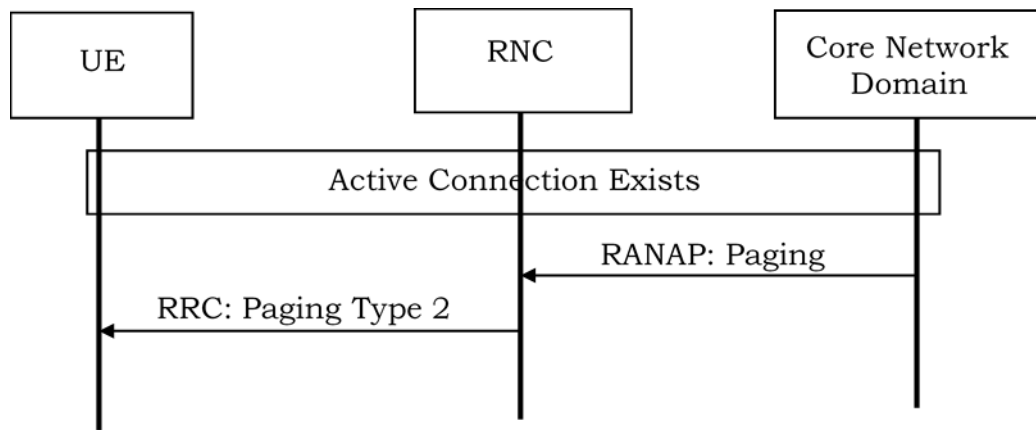 UE
RNC
Core Network
Domain
Active Connection Exists
RANAP: Paging
RRC: Paging Type 2